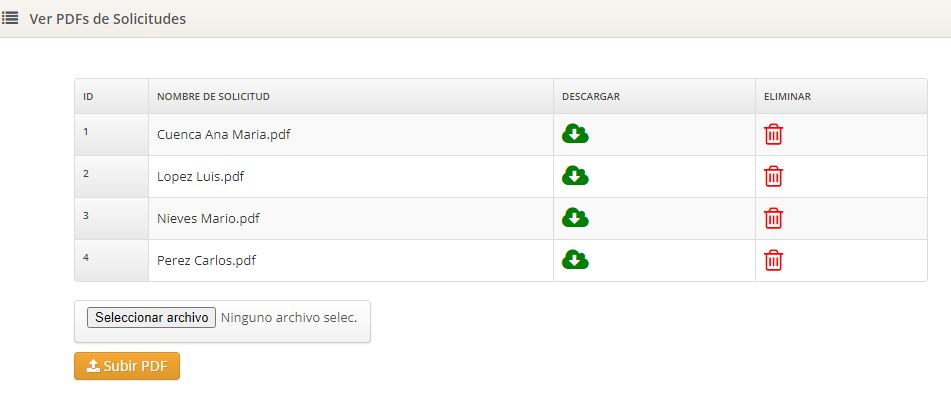 Ver PDFs de Solicitudes
ID NOMBRE DE SOLICITUD DESCARGAR ELIMINAR
1 Cuenca Ana Maria.pdf
2 Lopez Luis.pdf
3 Nieves Mario.pdf
4 Perez Carlos.pdf
Seleccionar archivo Ninguno archivo selec.
Subir PDF